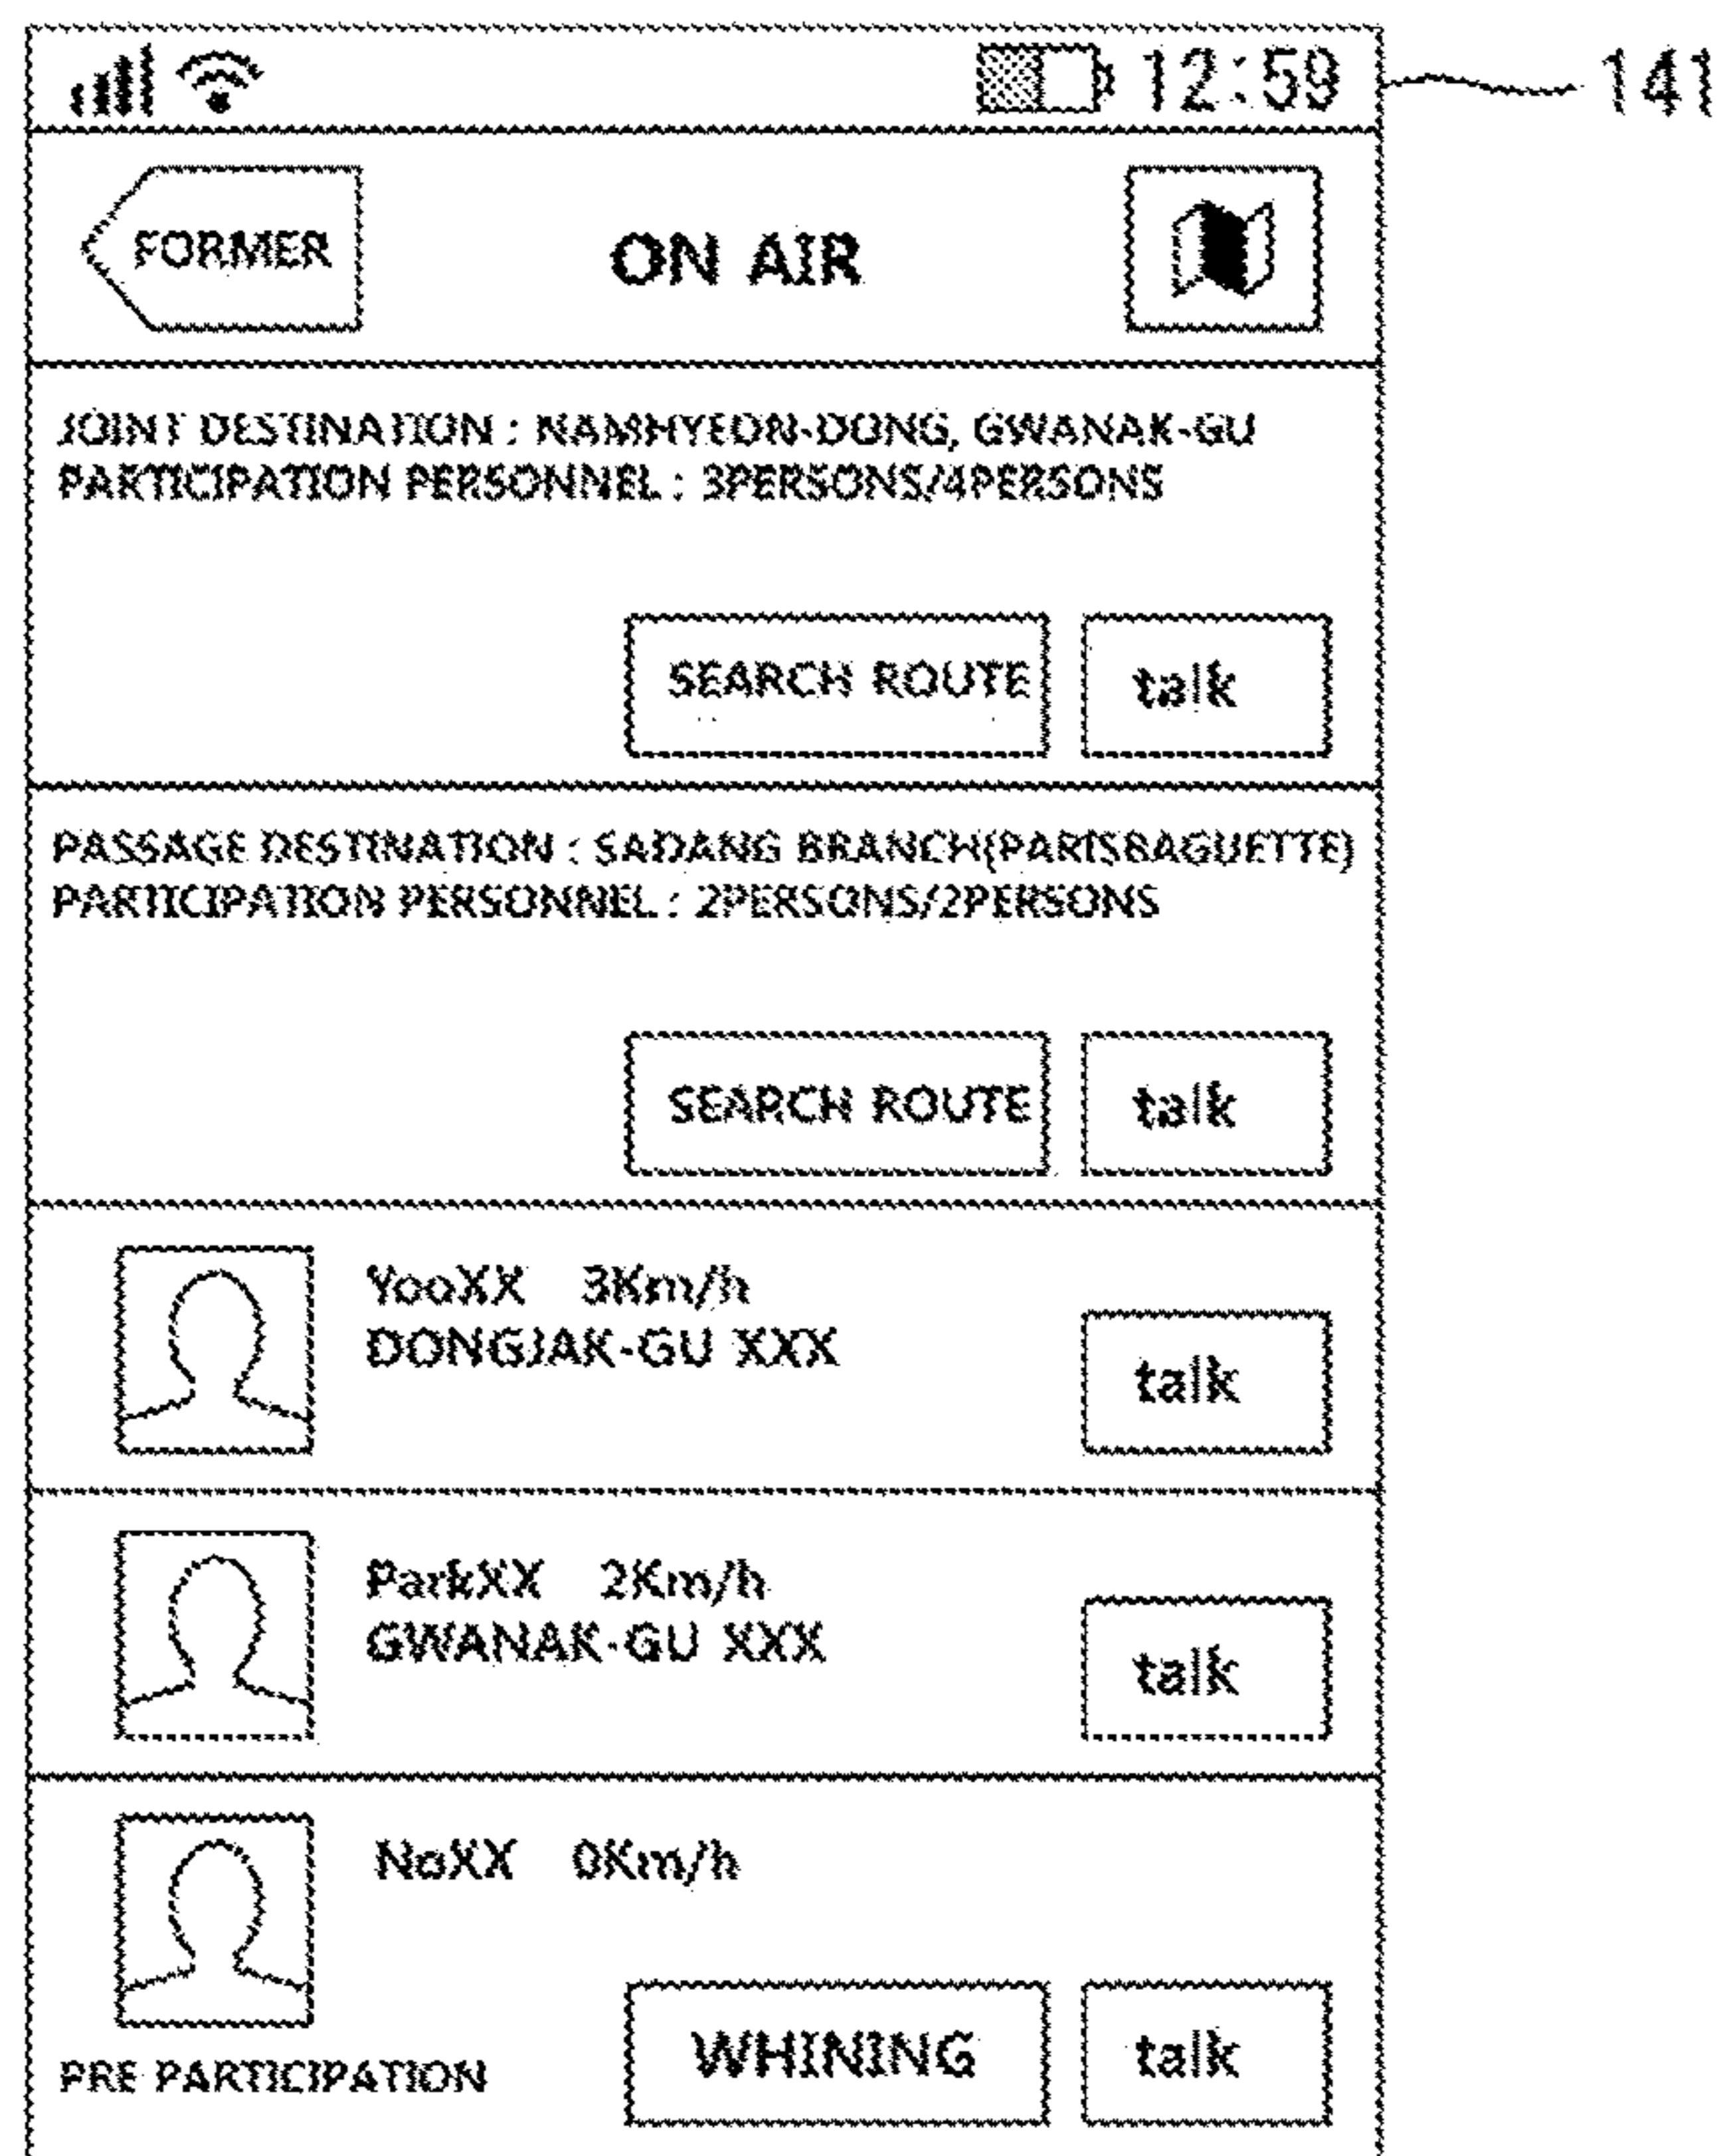 12:59
141
FORMER
ON AIR
JOINT DESTINATION : NAMHYEON-DONG, GWANAK-GU
PARTICIPATION PERSONNEL : 3PERSONS/4PERSONS
SEARCH ROUTE
talk
PASSAGE DESTINATION : SADANG BRANCH(PARISBAGUETTE)
PARTICIPATION PERSONNEL : 2PERSONS/2PERSONS
SEARCH ROUTE
talk
YooXX 3Km/h
DONGJAK-GU XXX
talk
ParkXX 2Km/h
GWANAK-GU XXX
talk
NoXX 0Km/h
PRE PARTICIPATION
WHINING
talk